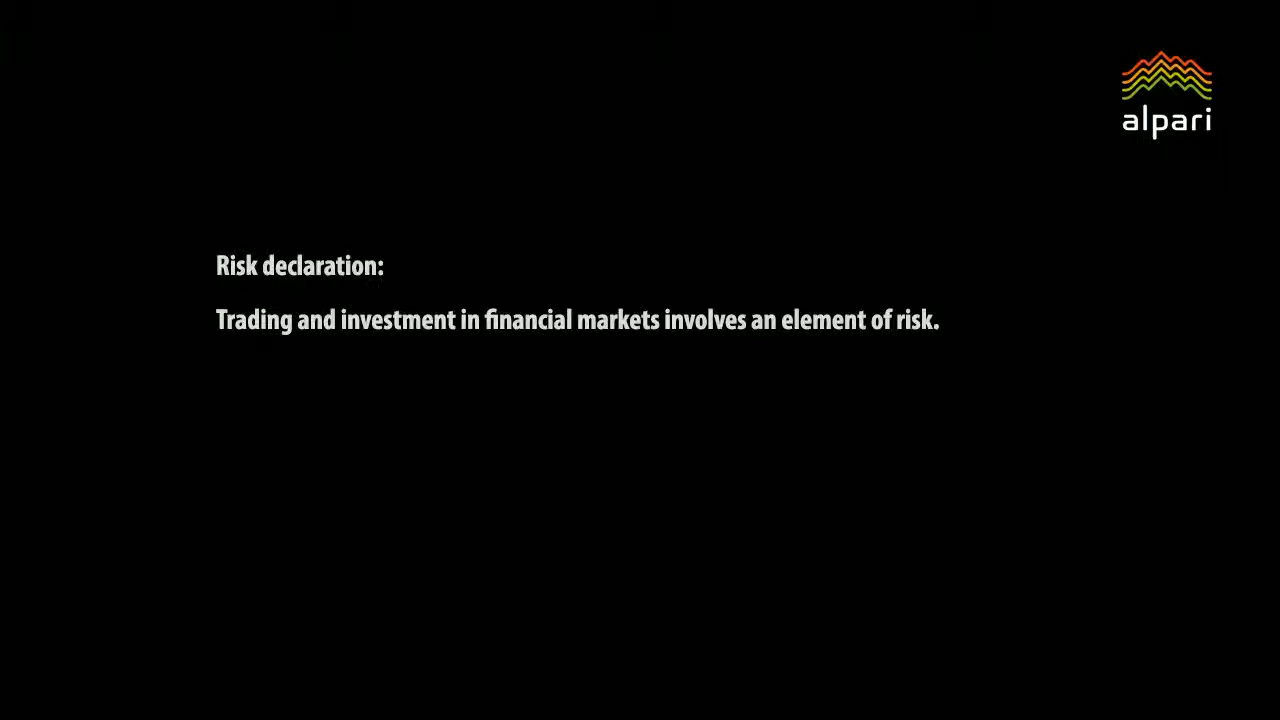 alpari
Risk declaration:
Trading and investment in financial markets involves an element of risk.